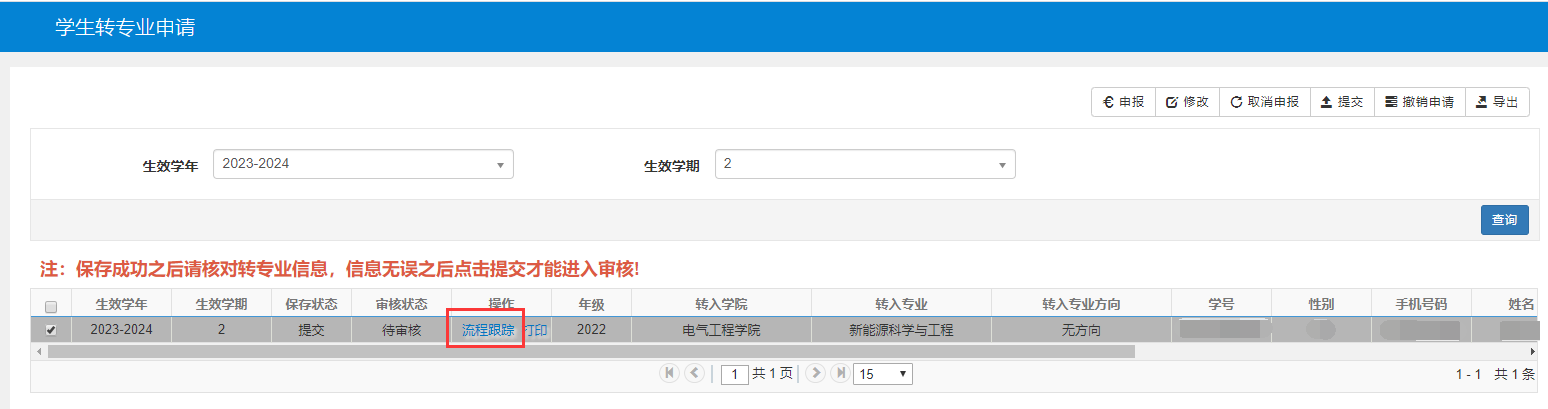 学生转专业申请
申报 修改 取消申报 提交 撤销申请 导出
生效学年 2023-2024 生效学期 2
查询
注：保存成功之后请核对转专业信息，信息无误之后点击提交才能进入审核!
生效学年 生效学期 保存状态 审核状态 操作 年级 转入学院 转入专业 转入专业方向 学号 性别 手机号码 姓名
2023-2024 2 提交 待审核 流程跟踪 打印 2022 电气工程学院 新能源科学与工程 无方向
1 共 1 页 15 1 - 1 共 1 条